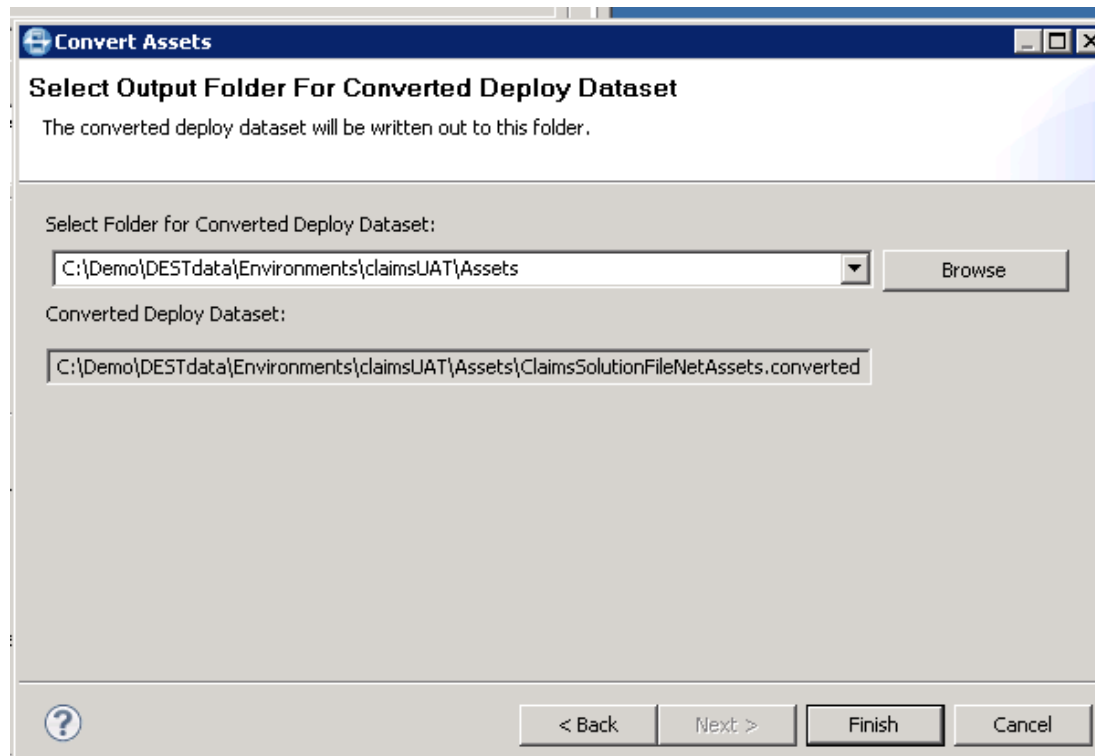 Convert Assets
Select Output Folder For Converted Deploy Dataset
The converted deploy dataset will be written out to this folder.
Select Folder for Converted Deploy Dataset:
C:\Demo\DESTdata\Environments\claimsUAT\Assets
Browse
Converted Deploy Dataset:
C:\Demo\DESTdata\Environments\claimsUAT\Assets\ClaimsSolutionFileNetAssets.converted
? < Back Next > Finish Cancel